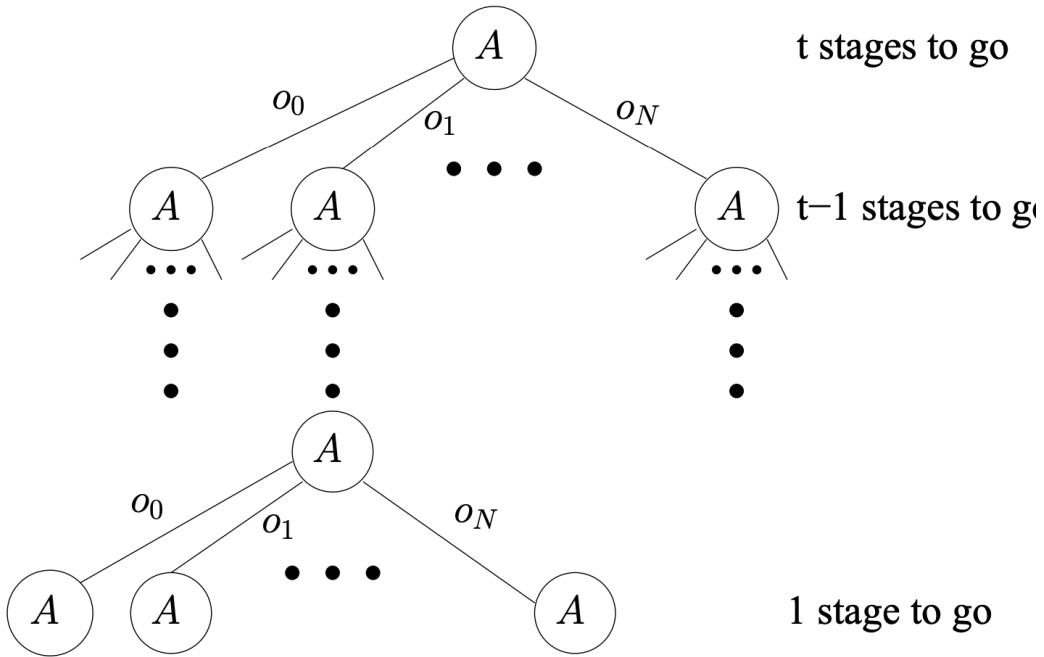 A t stages to go
o0 o1 oN
A A A t−1 stages to g
A
o0 o1 oN
A A A 1 stage to go